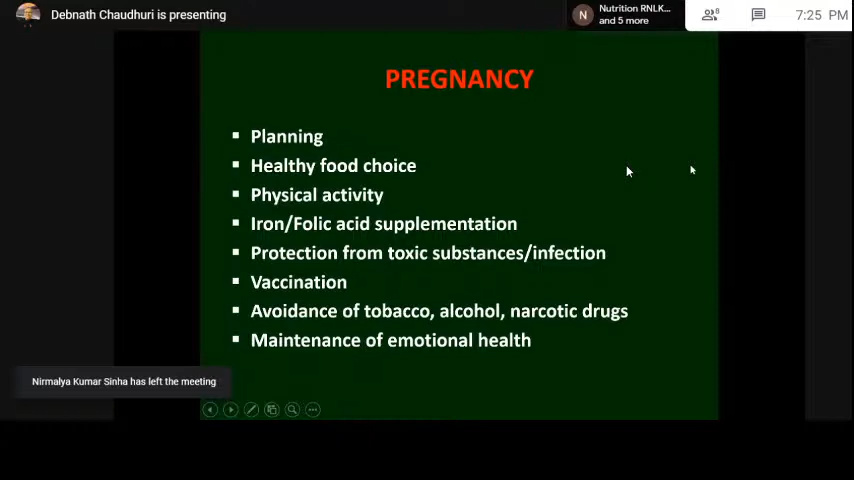 Debnath Chaudhuri is presenting
N
Nutrition RNLK...
and 5 more
8
7:25 PM
PREGNANCY
Planning
Healthy food choice
Physical activity
Iron/Folic acid supplementation
Protection from toxic substances/infection
Vaccination
Avoidance of tobacco, alcohol, narcotic drugs
Maintenance of emotional health
Nirmalya Kumar Sinha has left the meeting